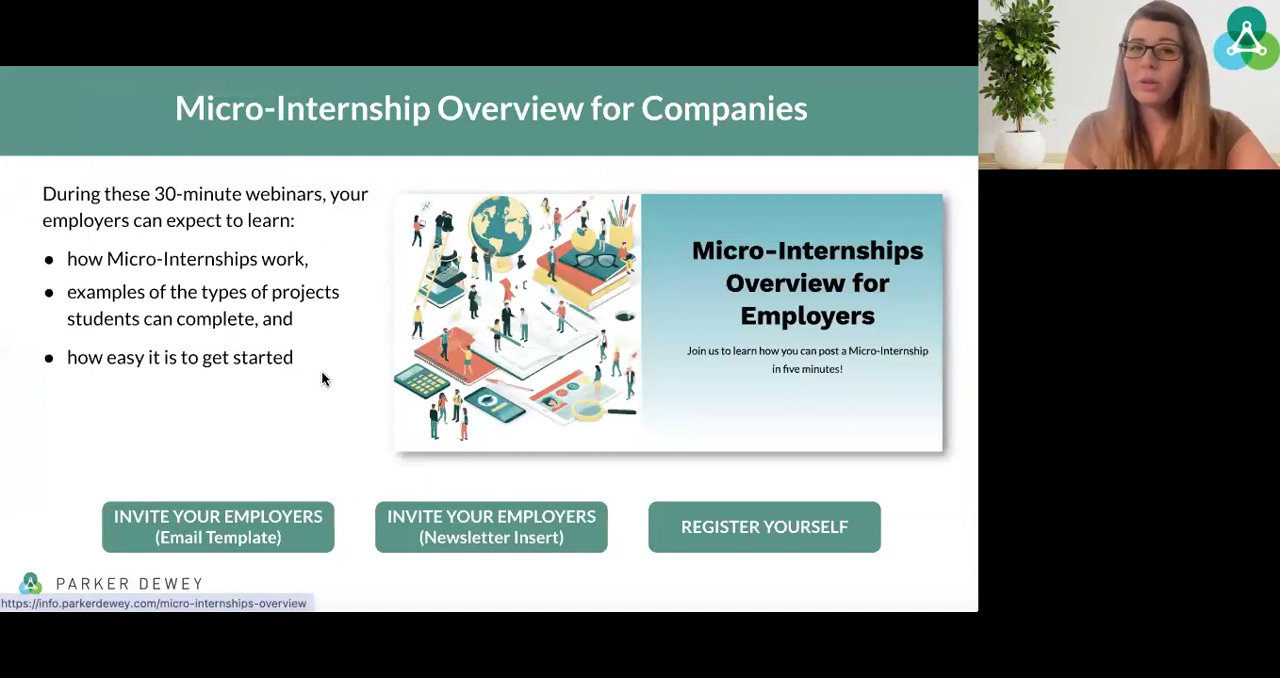 Micro-Internship Overview for Companies
During these 30-minute webinars, your
employers can expect to learn:
● how Micro-Internships work,
● examples of the types of projects
students can complete, and
● how easy it is to get started
Micro-Internships
Overview for
Employers
Join us to learn how you can post a Micro-Internship
in five minutes!
INVITE YOUR EMPLOYERS
(Email Template)
INVITE YOUR EMPLOYERS
(Newsletter Insert)
REGISTER YOURSELF
PARKER DEWEY
https://info.parkerdewey.com/micro-internships-overview